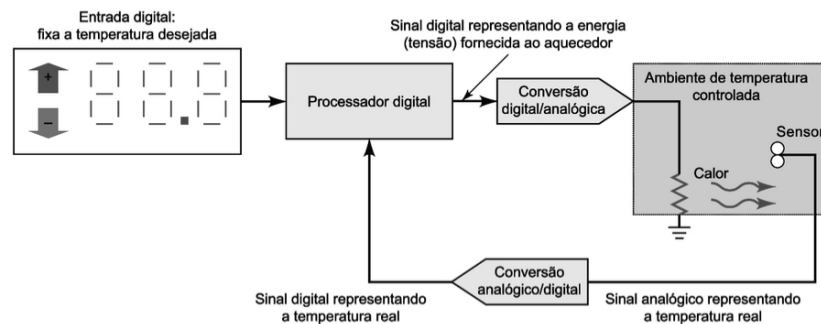 Entrada digital:
fixa a temperatura desejada
+
−
Processador digital
Sinal digital representando a energia
(tensão) fornecida ao aquecedor
Conversão
digital/analógica
Ambiente de temperatura
controlada
Sensor
Calor
Conversão
analógico/digital
Sinal digital representando
a temperatura real
Sinal analógico representando
a temperatura real